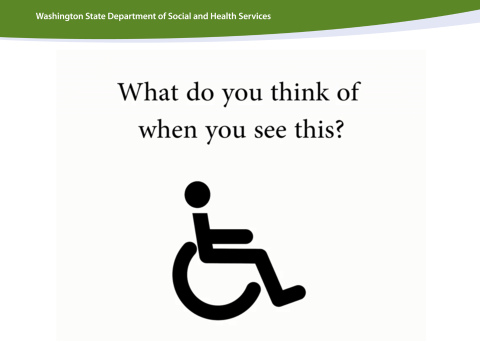 Washington State Department of Social and Health Services
What do you think of
when you see this?